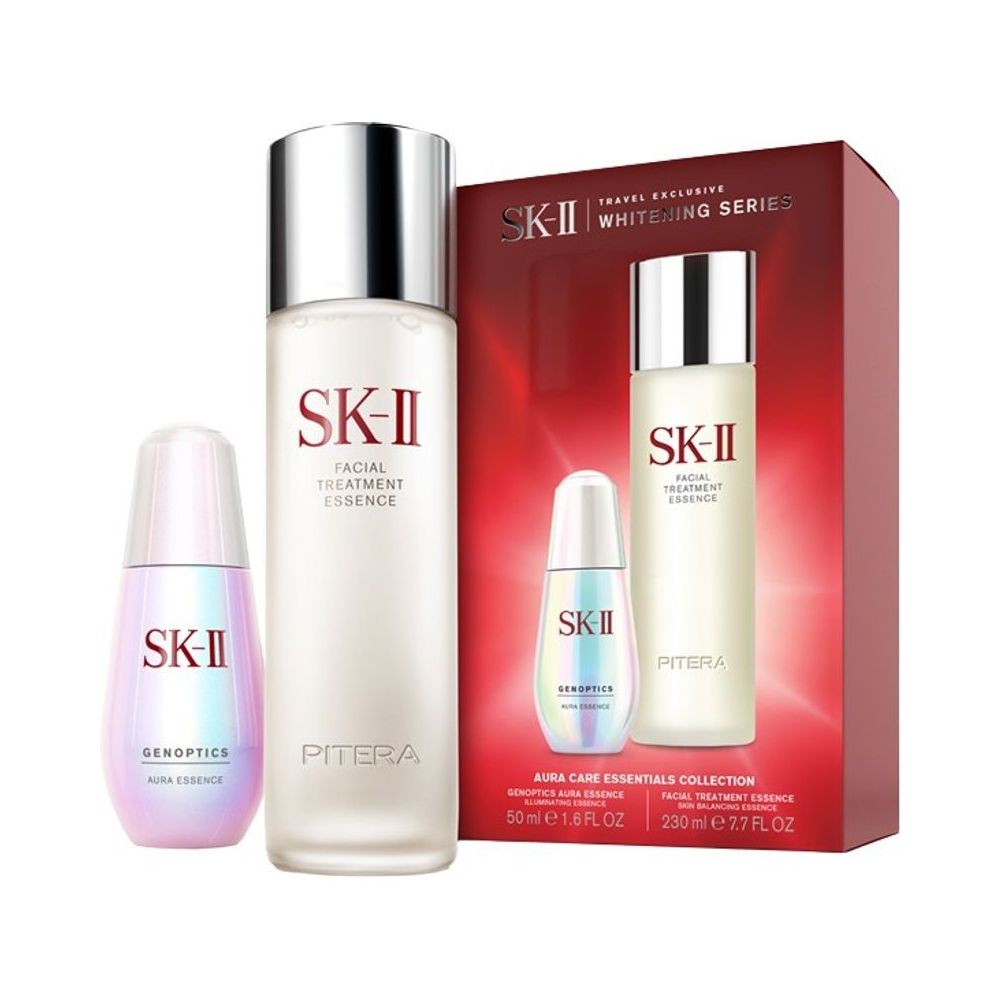 SK-II
GENOPTICS
AURA ESSENCE
SK-II
FACIAL
TREATMENT
ESSENCE
PITERA
SK-II | TRAVEL EXCLUSIVE
WHITENING SERIES
SK-II
FACIAL
TREATMENT
ESSENCE
PITERA
SK-II
GENOPTICS
AURA ESSENCE
AURA CARE ESSENTIALS COLLECTION
GENOPTICS AURA ESSENCE
ILLUMINATING ESSENCE
50 ml e 1.6 FL OZ
FACIAL TREATMENT ESSENCE
SKIN BALANCING ESSENCE
230 ml e 7.7 FL OZ